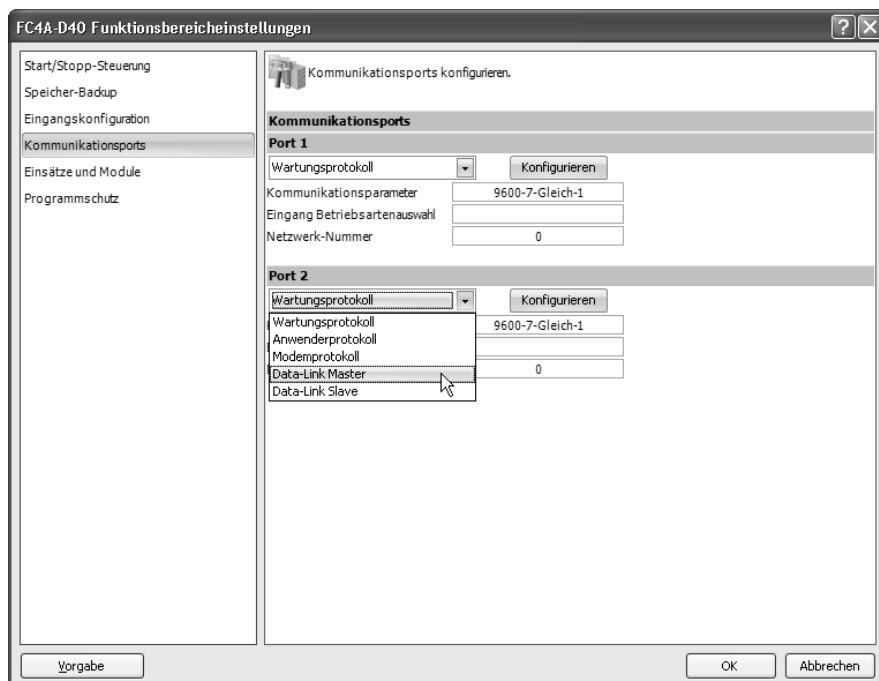 FC4A-D40 Funktionsbereicheinstellungen
Start/Stopp-Steuerung
Speicher-Backup
Eingangskonfiguration
Kommunikationsports
Einsätze und Module
Programmschutz
Kommunikationsports konfigurieren.
Kommunikationsports
Port 1
Wartungsprotokoll Konfigurieren
Kommunikationsparameter 9600-7-Gleich-1
Eingang Betriebsartenauswahl
Netzwerk-Nummer 0
Port 2
Wartungsprotokoll Konfigurieren
Wartungsprotokoll 9600-7-Gleich-1
Anwenderprotokoll
Modemprotokoll
Data-Link Master 0
Data-Link Slave
Vorgabe OK Abbrechen